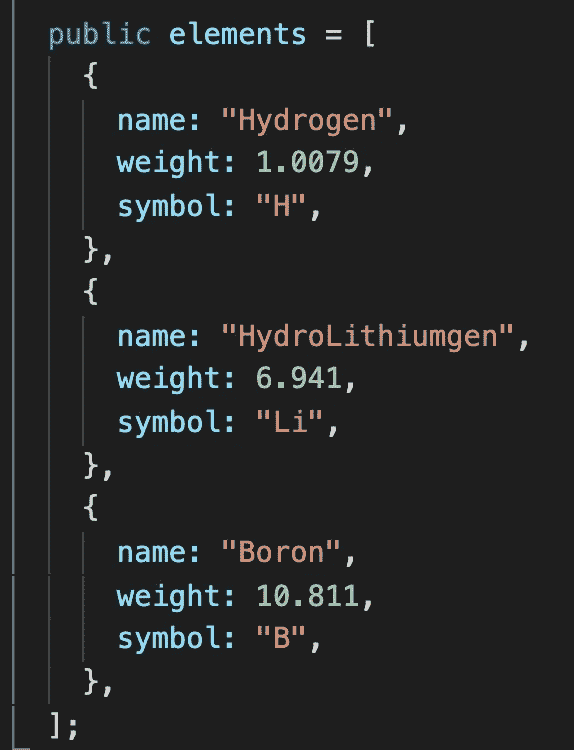 public elements = [
{
name: "Hydrogen",
weight: 1.0079,
symbol: "H",
},
{
name: "HydroLithiumgen",
weight: 6.941,
symbol: "Li",
},
{
name: "Boron",
weight: 10.811,
symbol: "B",
},
];